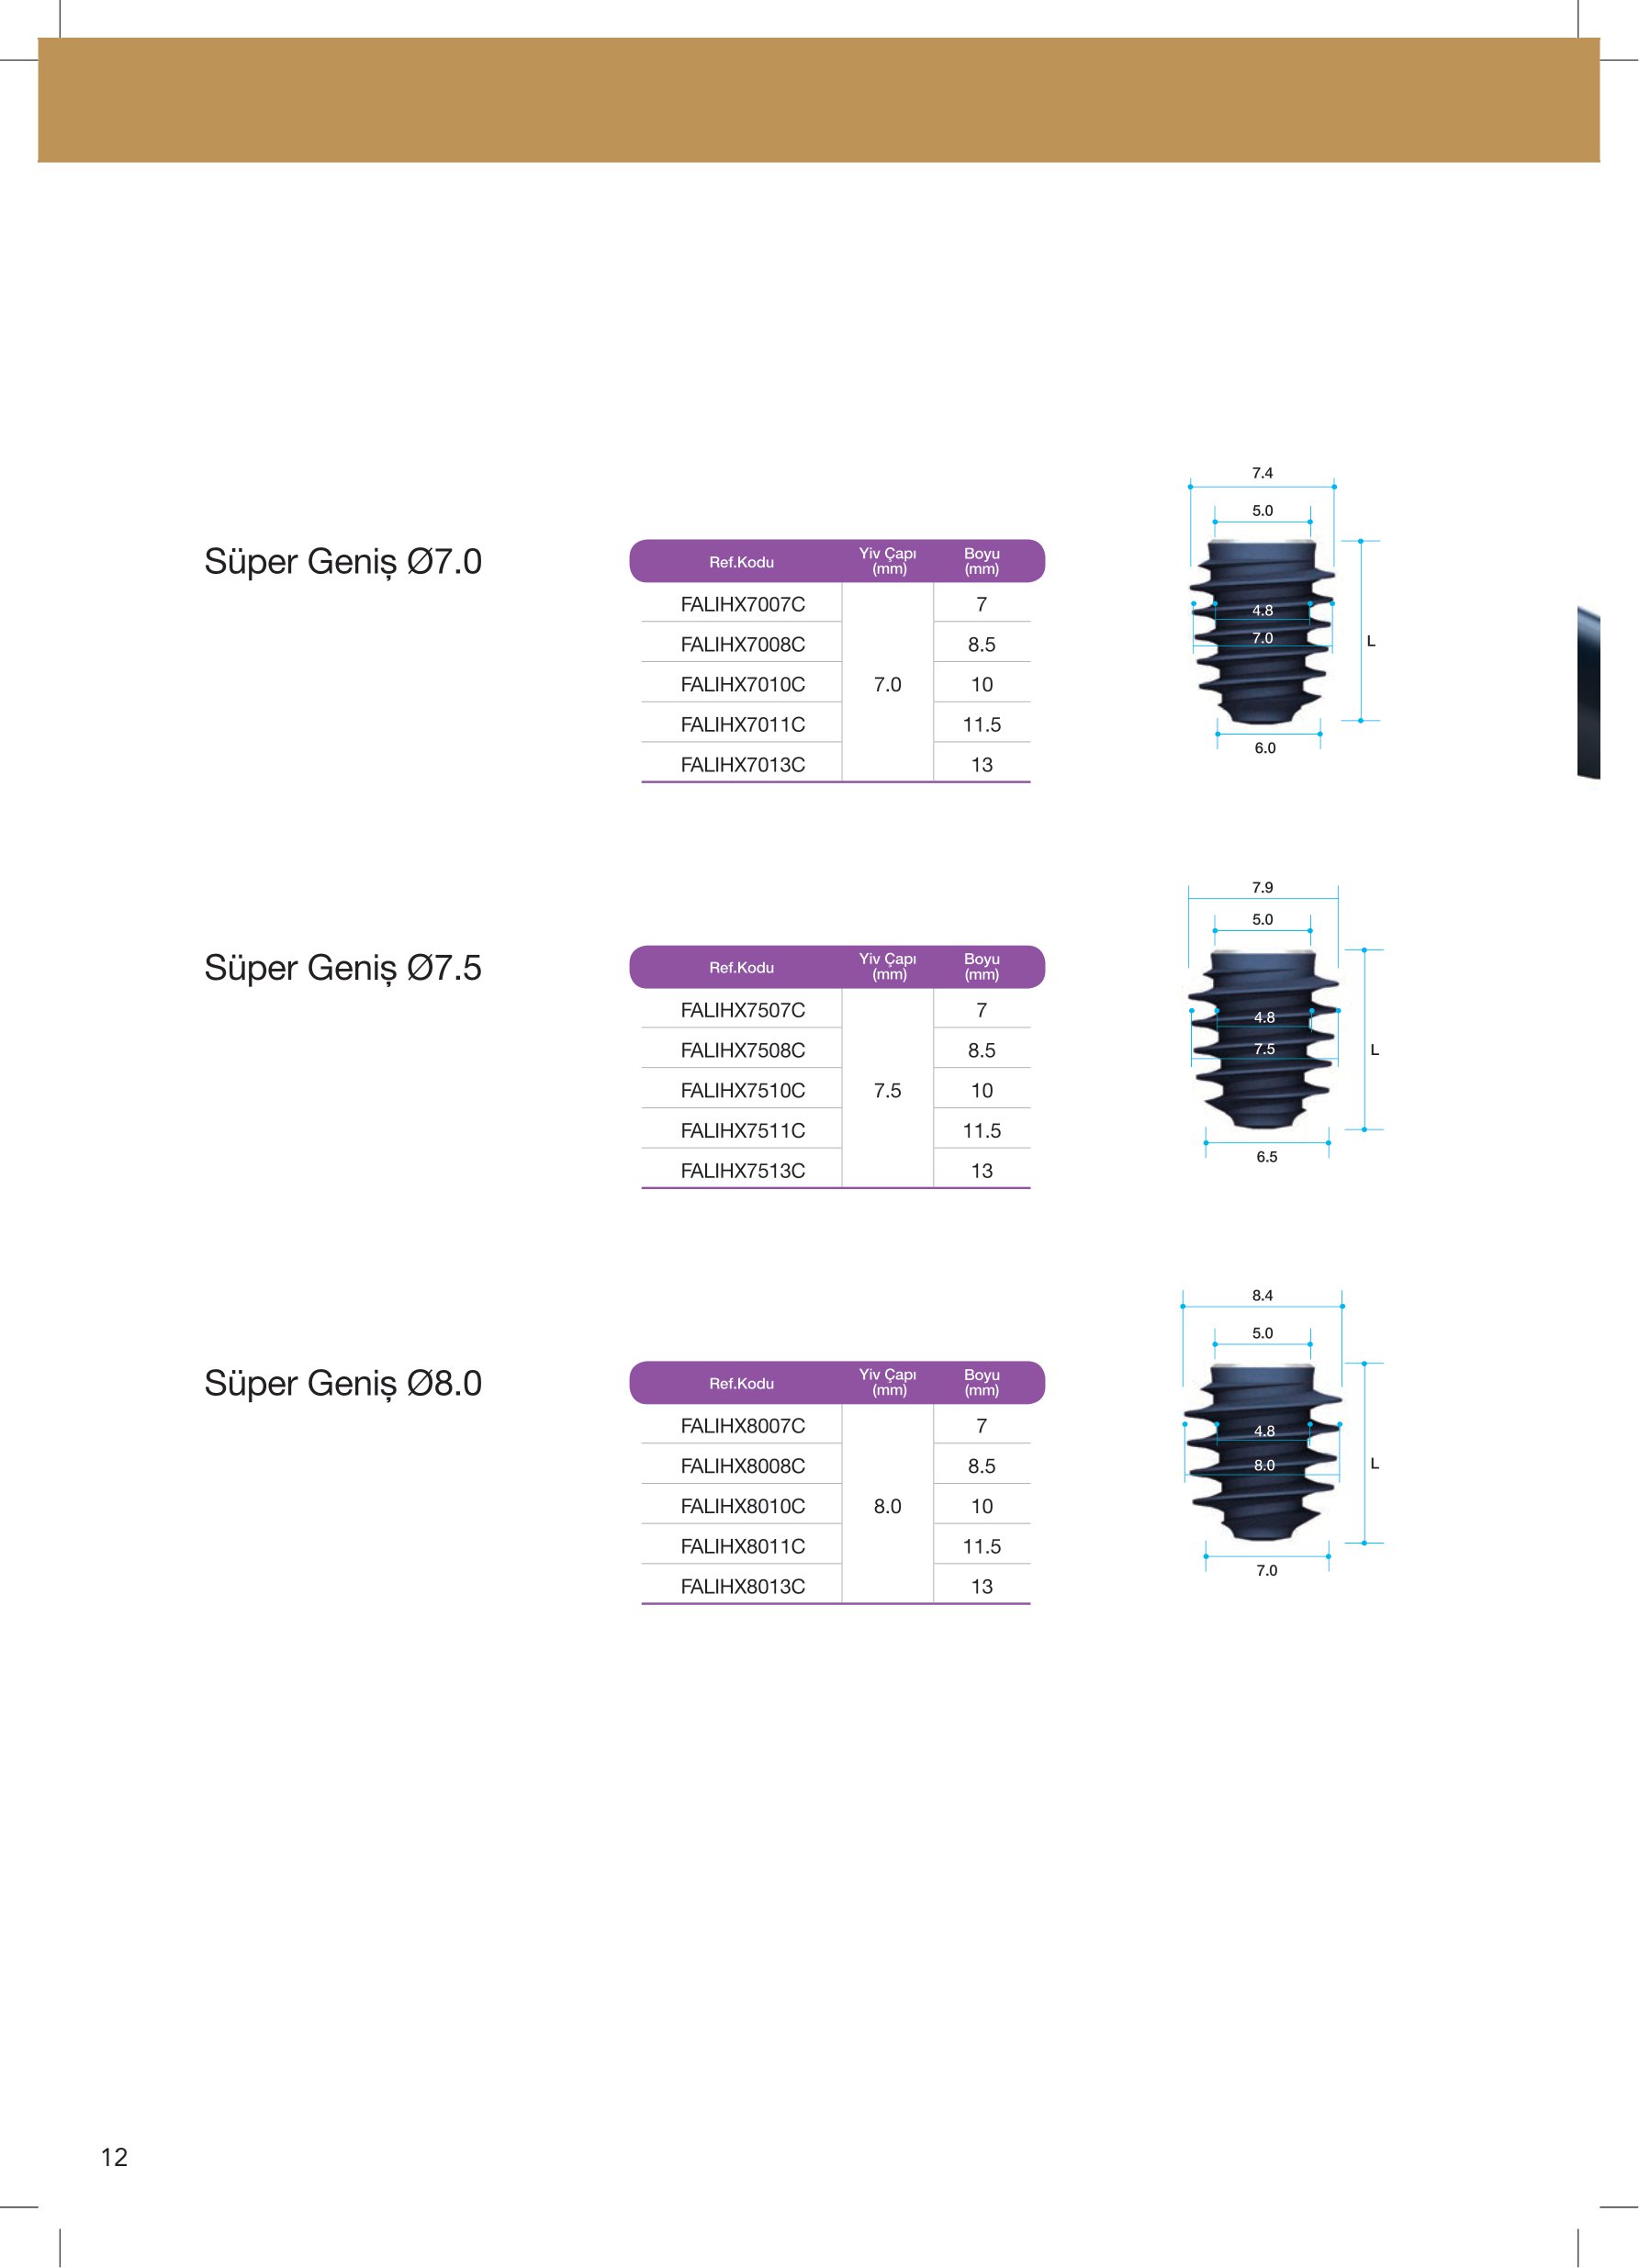 7.4
5.0
Süper Geniş Ø7.0
Ref.Kodu Yiv Çapı (mm) Boyu (mm)
FALIHX7007C 7
FALIHX7008C 8.5
FALIHX7010C 7.0 10
FALIHX7011C 11.5
FALIHX7013C 13
4.8
7.0
L
6.0
7.9
5.0
Süper Geniş Ø7.5
Ref.Kodu Yiv Çapı (mm) Boyu (mm)
FALIHX7507C 7
FALIHX7508C 8.5
FALIHX7510C 7.5 10
FALIHX7511C 11.5
FALIHX7513C 13
4.8
7.5
L
6.5
8.4
5.0
Süper Geniş Ø8.0
Ref.Kodu Yiv Çapı (mm) Boyu (mm)
FALIHX8007C 7
FALIHX8008C 8.5
FALIHX8010C 8.0 10
FALIHX8011C 11.5
FALIHX8013C 13
4.8
8.0
L
7.0
12